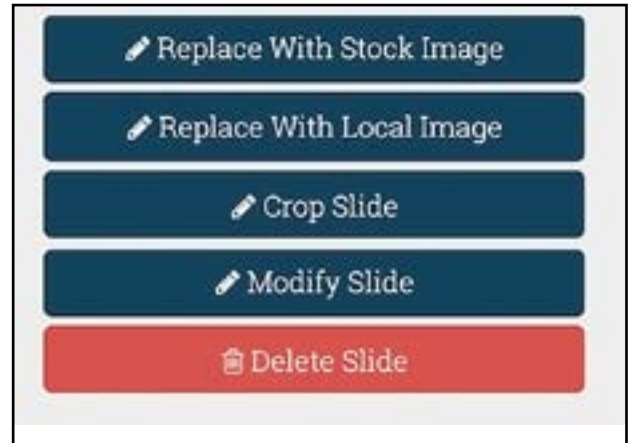 Replace With Stock Image
Replace With Local Image
Crop Slide
Modify Slide
Delete Slide